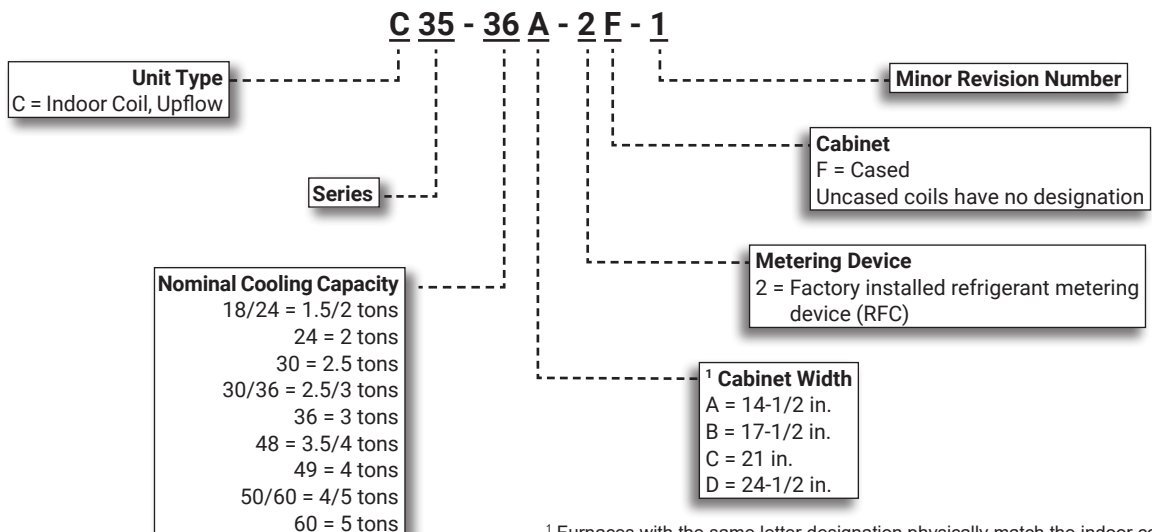 C 35 - 36 A - 2 F - 1
Unit Type
C = Indoor Coil, Upflow
Series
Nominal Cooling Capacity
18/24 = 1.5/2 tons
24 = 2 tons
30 = 2.5 tons
30/36 = 2.5/3 tons
36 = 3 tons
48 = 3.5/4 tons
49 = 4 tons
50/60 = 4/5 tons
60 = 5 tons
Minor Revision Number
Cabinet
F = Cased
Uncased coils have no designation
Metering Device
2 = Factory installed refrigerant metering
device (RFC)
¹ Cabinet Width
A = 14-1/2 in.
B = 17-1/2 in.
C = 21 in.
D = 24-1/2 in.
¹ Furnaces with the same letter designation physically match the indoor